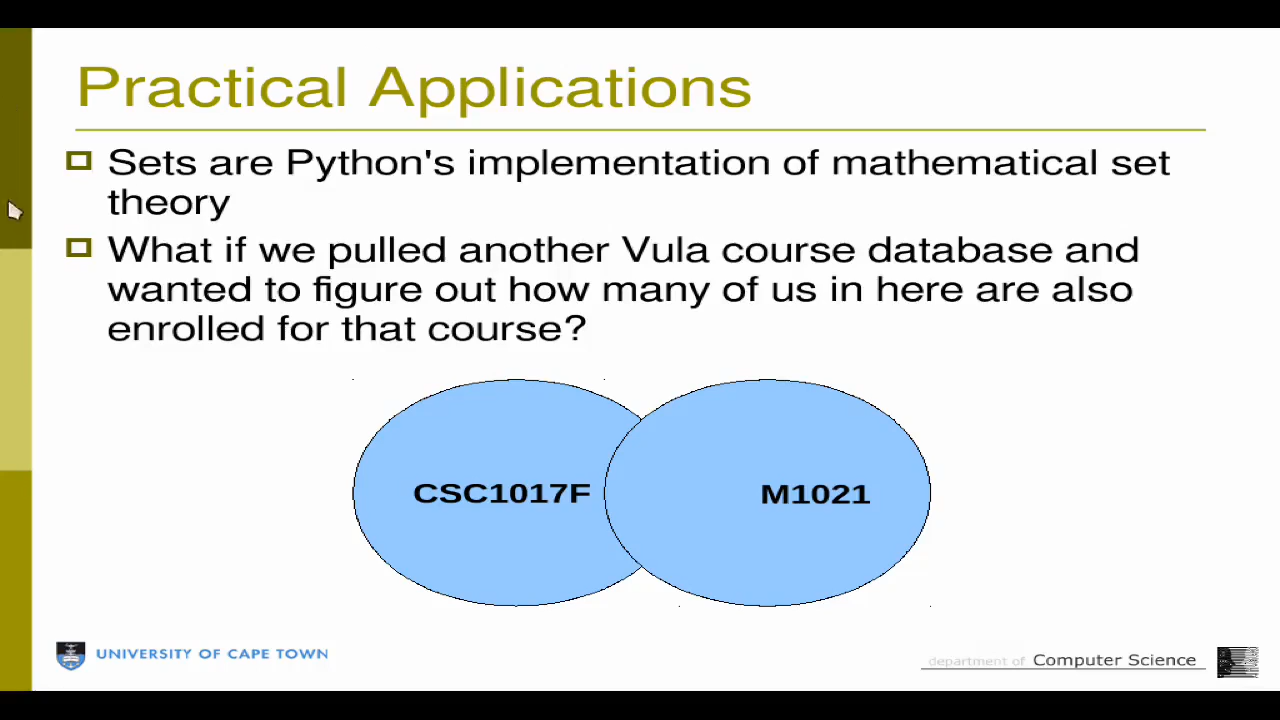 Practical Applications
Sets are Python's implementation of mathematical set
theory
What if we pulled another Vula course database and
wanted to figure out how many of us in here are also
enrolled for that course?
CSC1017F
M1021
UNIVERSITY OF CAPE TOWN
department of Computer Science